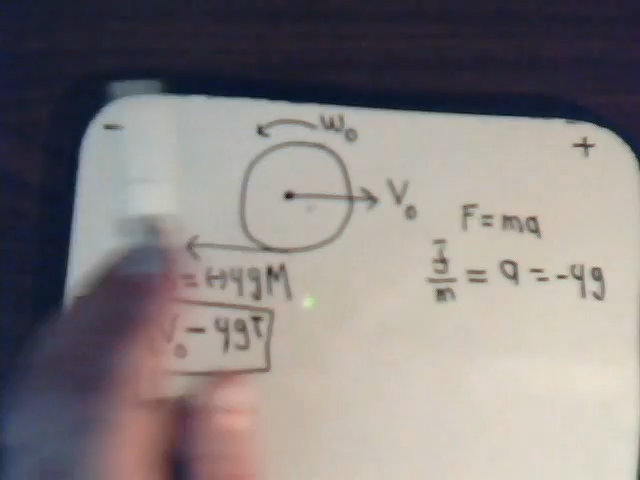 -
ω₀
+
V₀
F = ma
= (-)μgM
F/m = a = -μg
V₀ - μgT